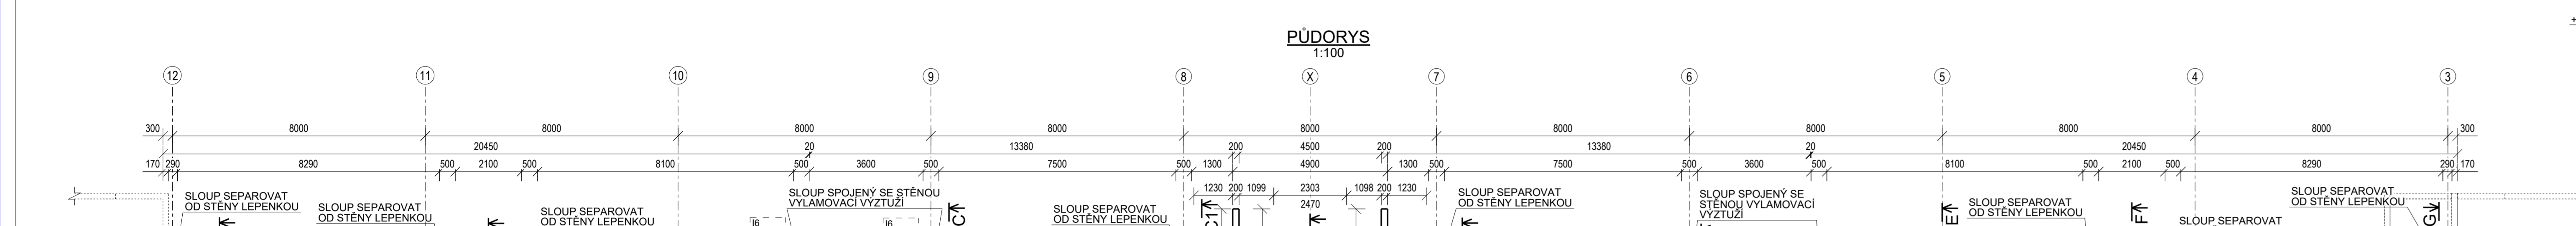 PŮDORYS
1:100
12 11 10 9 8 X 7 6 5 4 3
300 8000 8000 8000 8000 8000 8000 8000 8000 8000 300
20450 20 13380 200 4500 200 13380 20 20450
170 290 8290 500 2100 500 8100 500 3600 500 7500 500 1300 4900 1300 500 7500 500 3600 500 8100 500 2100 500 8290 290 170
1230 200 1099 2303 1098 200 1230
2470
SLOUP SEPAROVAT
OD STĚNY LEPENKOU
SLOUP SEPAROVAT
OD STĚNY LEPENKOU
SLOUP SEPAROVAT
OD STĚNY LEPENKOU
I6
SLOUP SPOJENÝ SE STĚNOU
VYLAMOVACÍ VÝZTUŽÍ
I6
C
SLOUP SEPAROVAT
OD STĚNY LEPENKOU
C1
SLOUP SEPAROVAT
OD STĚNY LEPENKOU
SLOUP SPOJENÝ SE
STĚNOU VYLAMOVACÍ
VÝZTUŽÍ
E
SLOUP SEPAROVAT
OD STĚNY LEPENKOU
F
SLOUP SEPAROVAT
SLOUP SEPAROVAT
OD STĚNY LEPENKOU
G